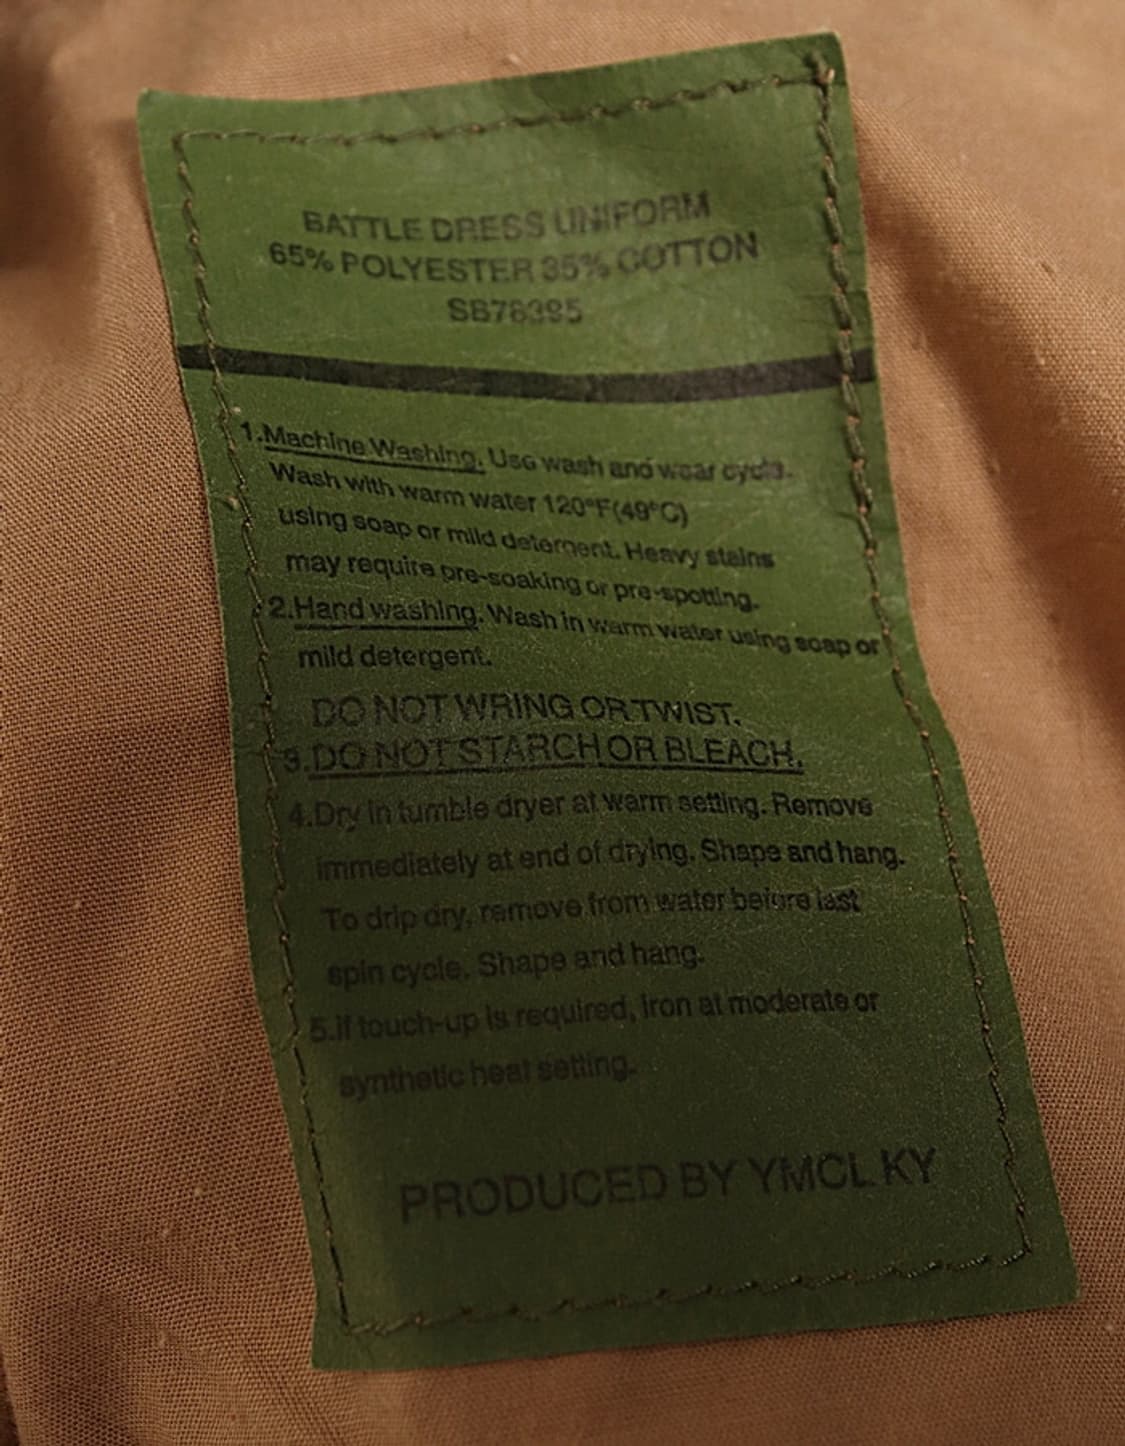 BATTLE DRESS UNIFORM
65% POLYESTER 35% COTTON
SB78395
1.Machine Washing. Use wash and wear cycle.
Wash with warm water 120°F(49°C)
using soap or mild detergent. Heavy stains
may require pre-soaking or pre-spotting.
2.Hand washing. Wash in warm water using soap or
mild detergent.
DO NOT WRING OR TWIST.
3.DO NOT STARCH OR BLEACH.
4.Dry in tumble dryer at warm setting. Remove
immediately at end of drying. Shape and hang.
To drip dry, remove from water before last
spin cycle. Shape and hang.
5.If touch-up is required, iron at moderate or
synthetic heat setting.
PRODUCED BY YMCLKY